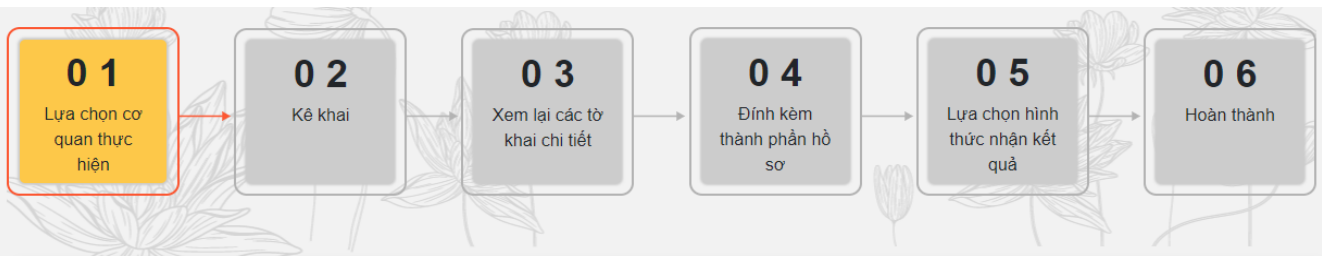 0 1
Lựa chọn cơ
quan thực
hiện
0 2
Kê khai
0 3
Xem lại các tờ
khai chi tiết
0 4
Đính kèm
thành phần hồ
sơ
0 5
Lựa chọn hình
thức nhận kết
quả
0 6
Hoàn thành